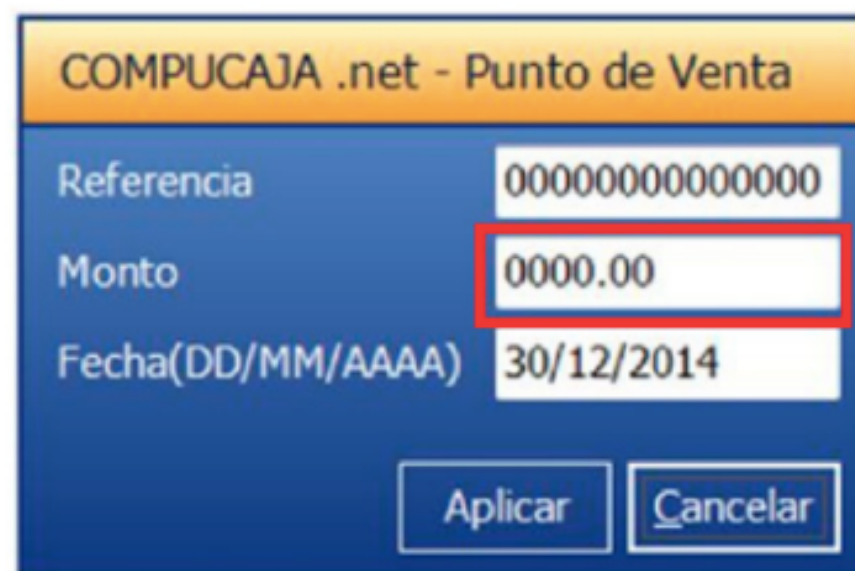 COMPUCAJA .net - Punto de Venta
Referencia 00000000000000
Monto 0000.00
Fecha(DD/MM/AAAA) 30/12/2014
Aplicar Cancelar